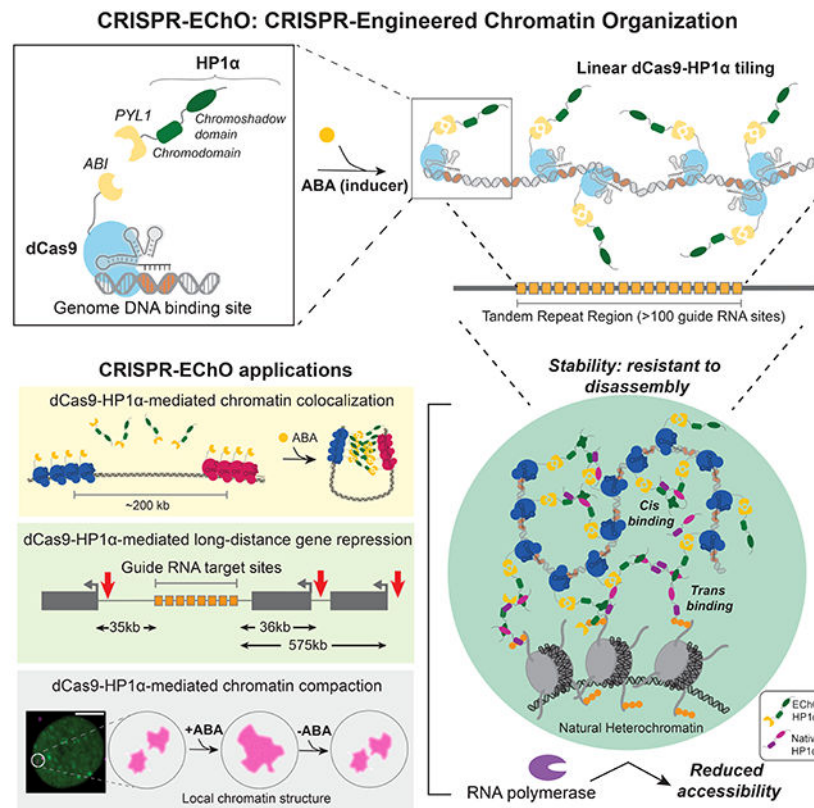 CRISPR-EChO: CRISPR-Engineered Chromatin Organization
HP1α
PYL1
Chromoshadow
domain
Chromodomain
ABI
dCas9
Genome DNA binding site
ABA (inducer)
Linear dCas9-HP1α tiling
Tandem Repeat Region (>100 guide RNA sites)
CRISPR-EChO applications
dCas9-HP1α-mediated chromatin colocalization
ABA
~200 kb
dCas9-HP1α-mediated long-distance gene repression
Guide RNA target sites
35kb
36kb
575kb
dCas9-HP1α-mediated chromatin compaction
+ABA
-ABA
Local chromatin structure
Stability: resistant to
disassembly
Cis
binding
Trans
binding
Natural Heterochromatin
HP1
RNA polymerase
Reduced
accessibility